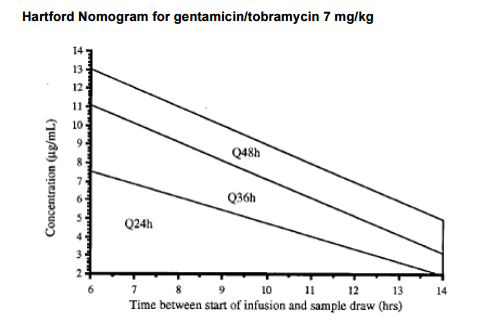 Hartford Nomogram for gentamicin/tobramycin 7 mg/kg
14
13
12
11
10
9
8
7
6
5
4
3
2
Concentration (µg/mL)
Q48h
Q36h
Q24h
6 7 8 9 10 11 12 13 14
Time between start of infusion and sample draw (hrs)